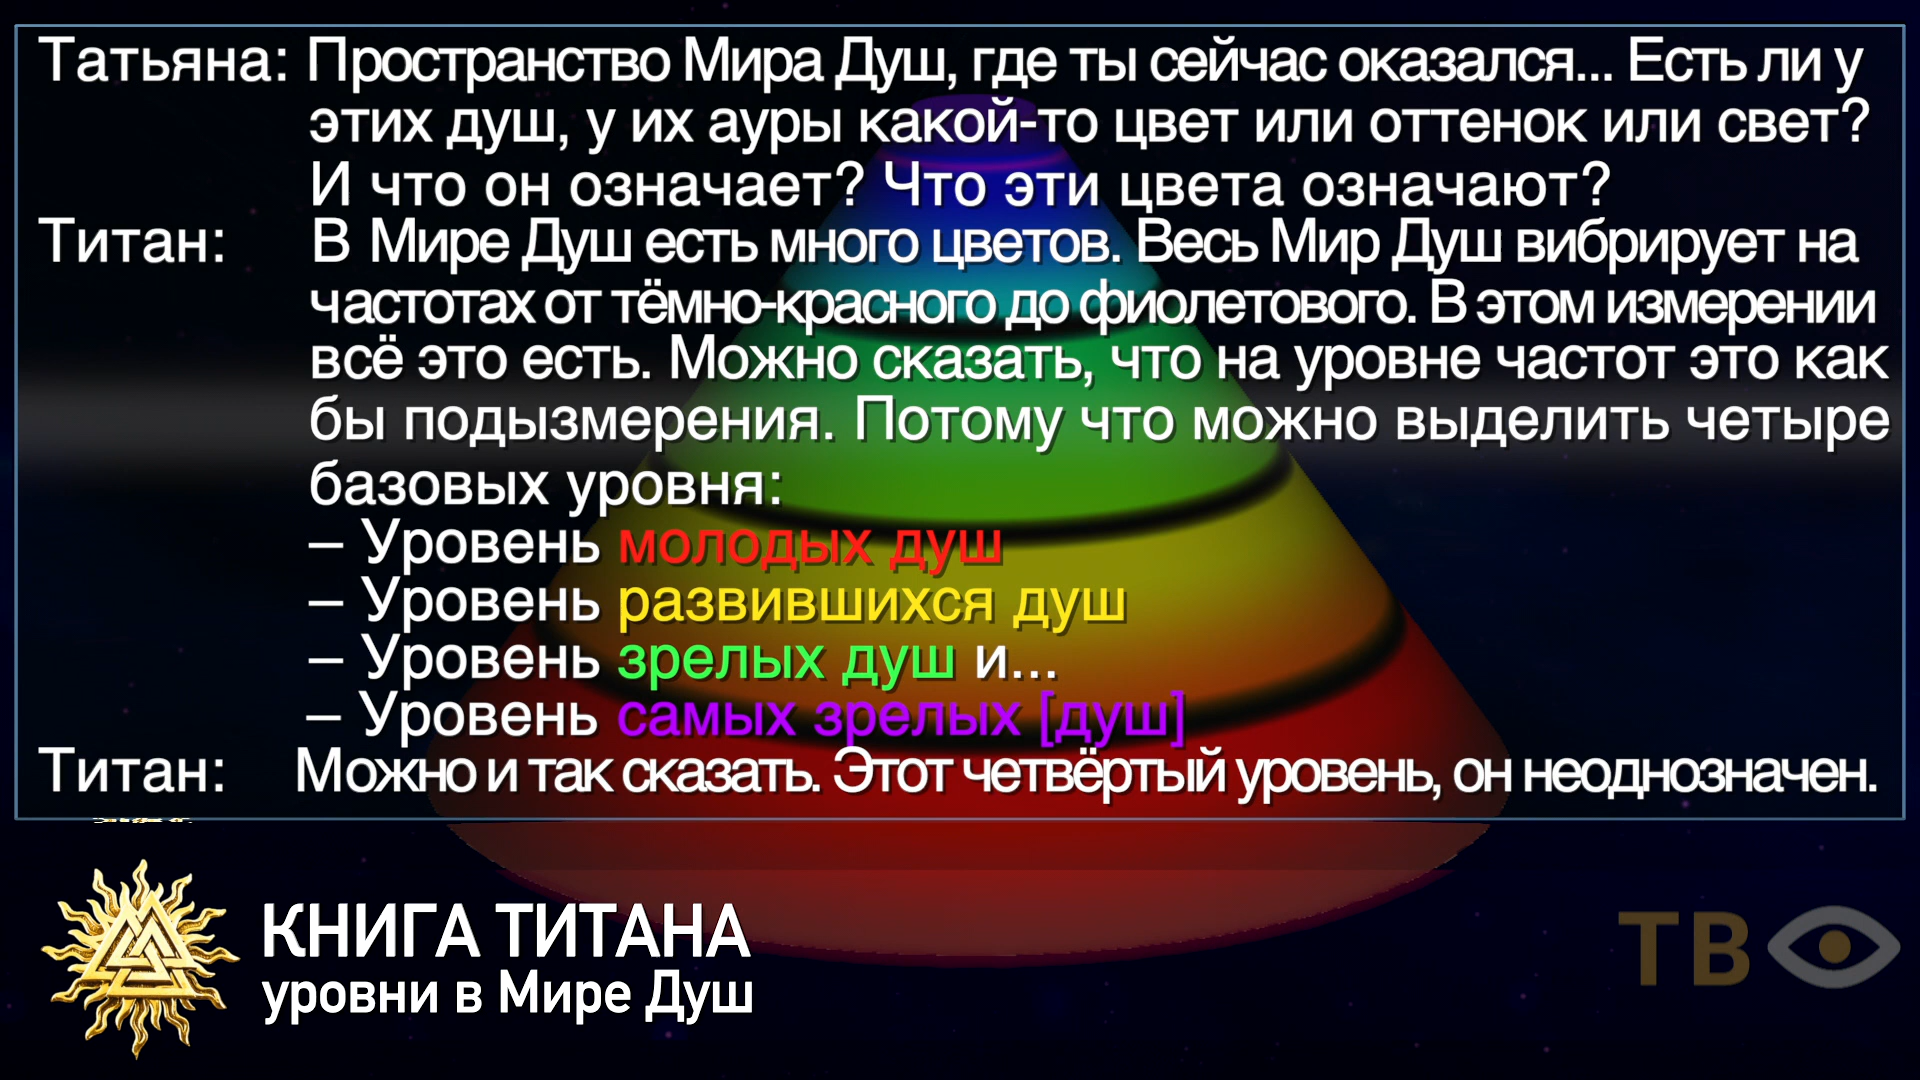 Татьяна: Пространство Мира Душ, где ты сейчас оказался... Есть ли у
этих душ, у их ауры какой-то цвет или оттенок или свет?
И что он означает? Что эти цвета означают?
Титан: В Мире Душ есть много цветов. Весь Мир Душ вибрирует на
частотах от тёмно-красного до фиолетового. В этом измерении
всё это есть. Можно сказать, что на уровне частот это как
бы подызмерения. Потому что можно выделить четыре
базовых уровня:
– Уровень молодых душ
– Уровень развившихся душ
– Уровень зрелых душ и...
– Уровень самых зрелых [душ]
Титан: Можно и так сказать. Этот четвёртый уровень, он неоднозначен.
КНИГА ТИТАНА
уровни в Мире Душ
ТВ